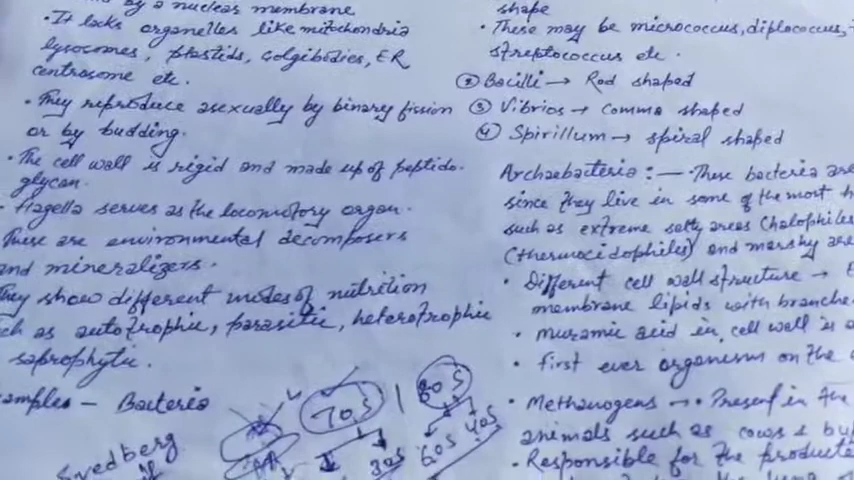 by a nucleas membrane
• It lacks organelles like mitochondria
lysosomes, plastids, Golgibodies, ER
centrosome etc.
• They reproduce asexually by binary fission
or by budding.
• The cell wall is rigid and made up of peptido-
glycan.
• flagella serves as the locomotory organ.
These are environmental decomposers
and mineralizers.
They show different modes of nutrition
such as autotrophic, parasitic, heterotrophic
saprophytic.
amples – Bacteria
Svedberg
70S | 80S
30S 60S 40S
shape
• These may be micrococcus, diplococcus,
streptococcus etc.
② Bacilli → Rod shaped
③ Vibrios → Comma shaped
④ Spirillum → spiral shaped
Archaebacteria :— • These bacteria are
since they live in some of the most h
such as extreme salty areas (halophiles
(thermoacidophiles) and marshy are
• Different cell wall structure →
membrane lipids with branche
• muramic acid in cell wall is a
• first ever organism on the
• Methanogens → • Present in the
animals such as cows & bu
• Responsible for the producte